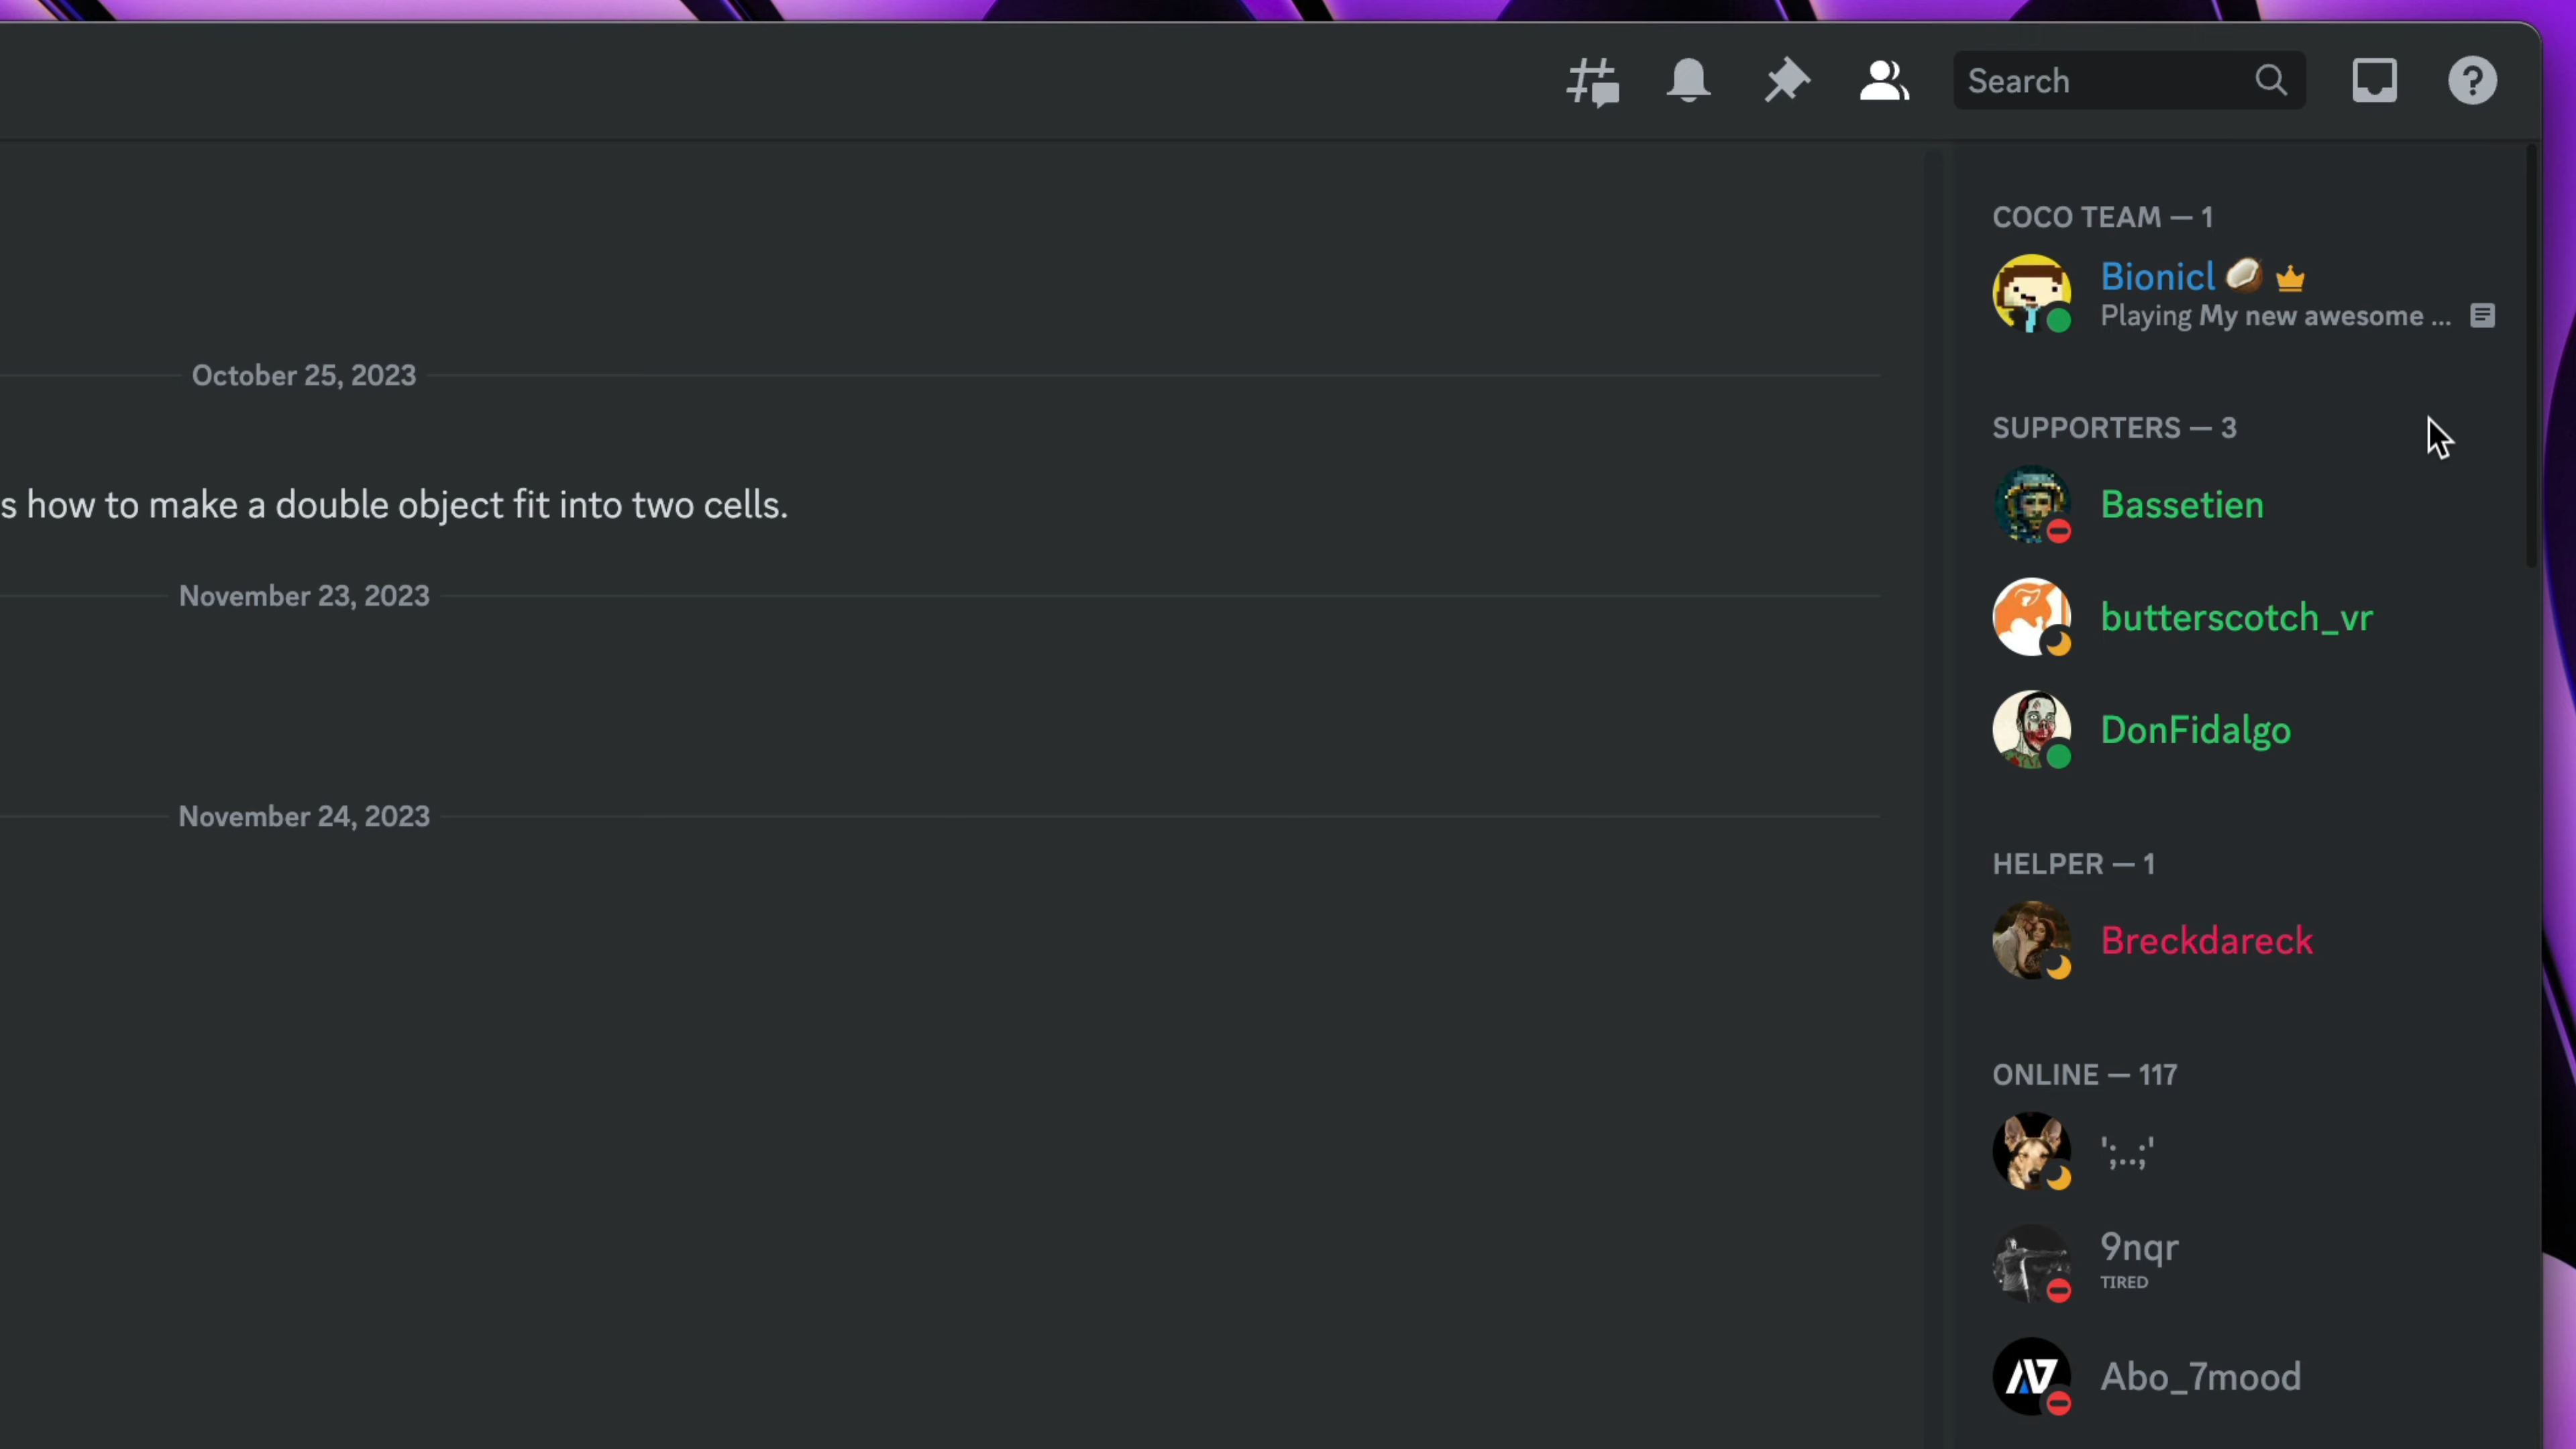 Search
October 25, 2023
s how to make a double object fit into two cells.
November 23, 2023
November 24, 2023
COCO TEAM — 1
Bionicl 🥥
Playing My new awesome ...
SUPPORTERS — 3
Bassetien
butterscotch_vr
DonFidalgo
HELPER — 1
Breckdareck
ONLINE — 117
';..;'
9nqr
TIRED
Abo_7mood